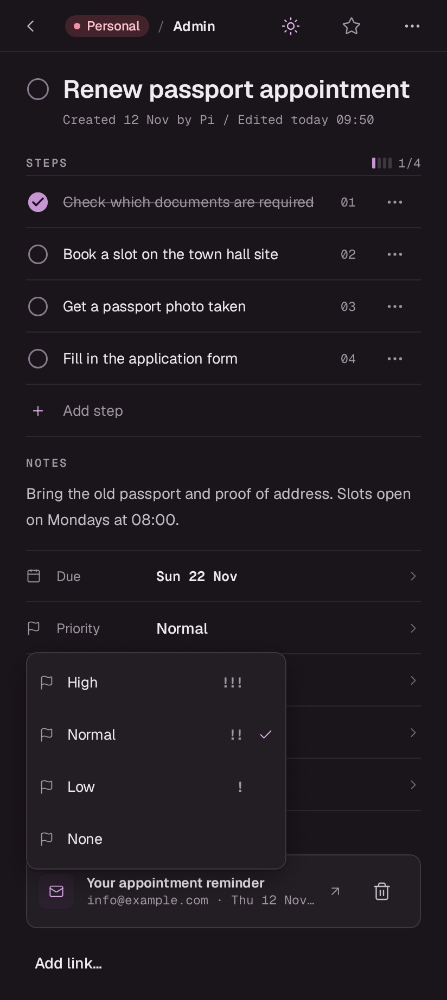 Personal / Admin
Renew passport appointment
Created 12 Nov by Pi / Edited today 09:50
STEPS 1/4
Check which documents are required 01
Book a slot on the town hall site 02
Get a passport photo taken 03
Fill in the application form 04
+ Add step
NOTES
Bring the old passport and proof of address. Slots open
on Mondays at 08:00.
Due Sun 22 Nov
Priority Normal
High !!!
Normal !!
Low !
None
Your appointment reminder
info@example.com · Thu 12 Nov…
Add link…